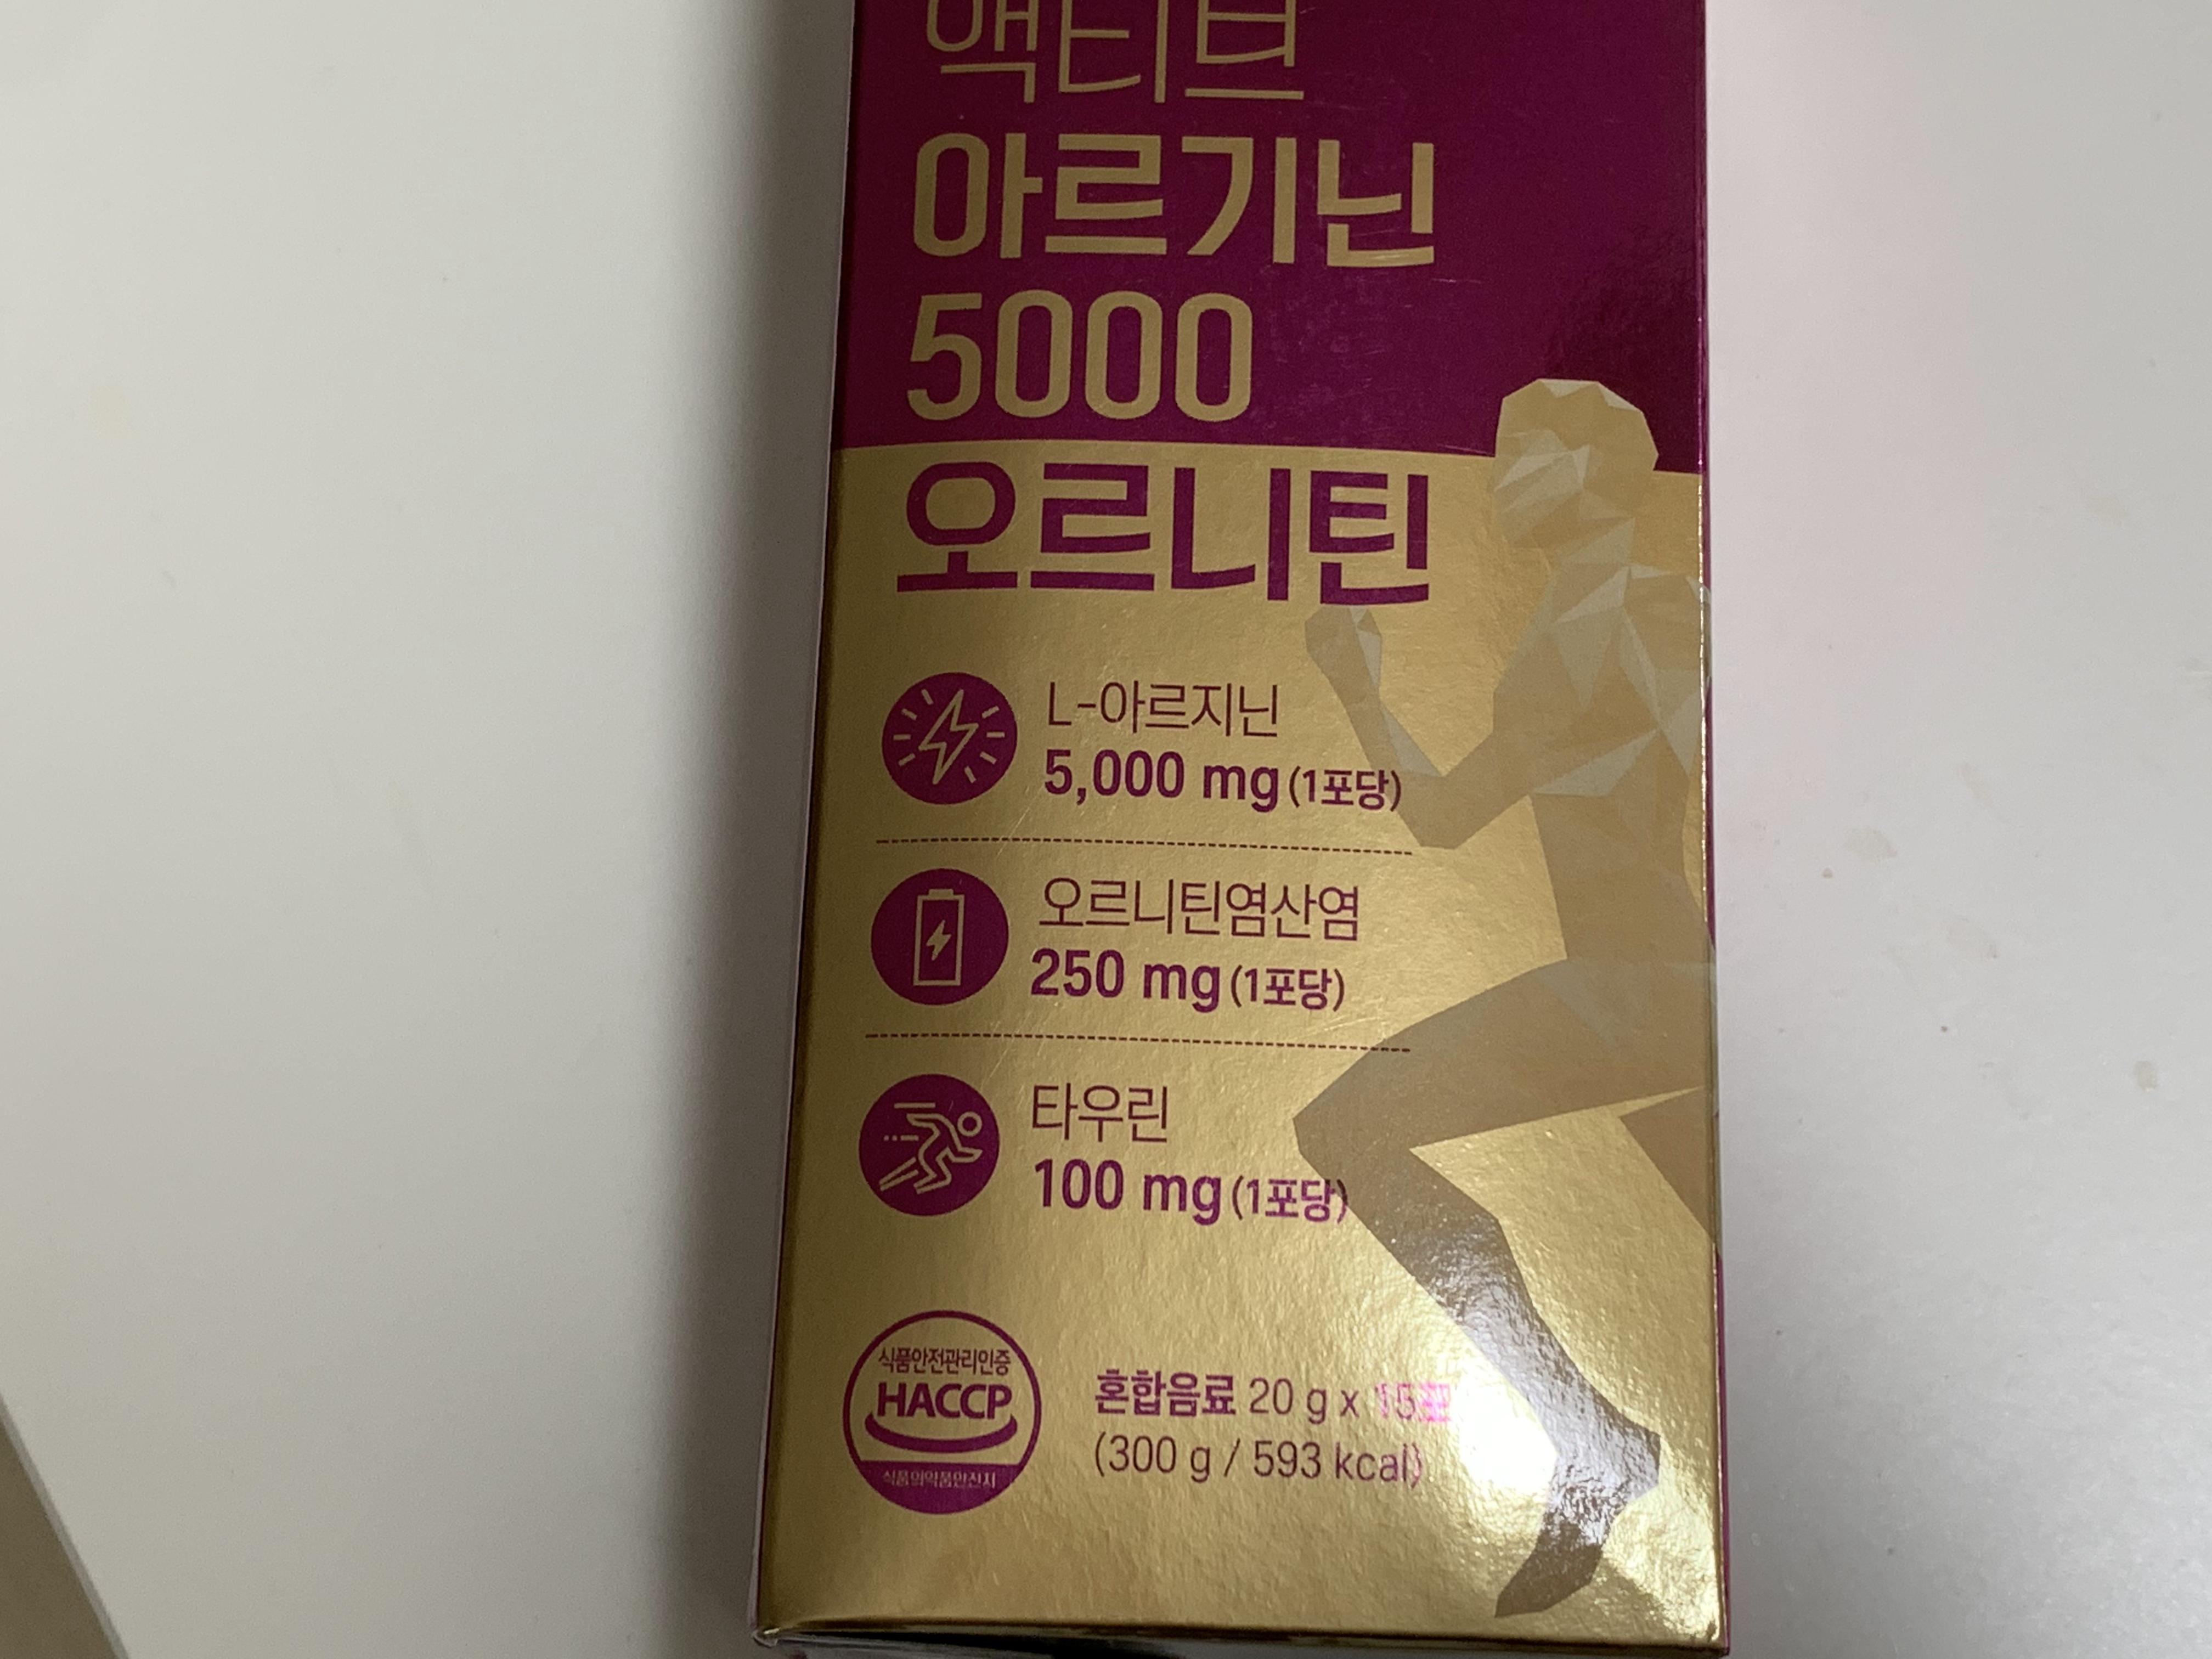 액티브
아르기닌
5000
오르니틴
L-아르지닌
5,000 mg (1포당)
오르니틴염산염
250 mg (1포당)
타우린
100 mg (1포당)
식품안전관리인증
HACCP
식품의약품안전처
혼합음료 20 g x 15포
(300 g / 593 kcal)